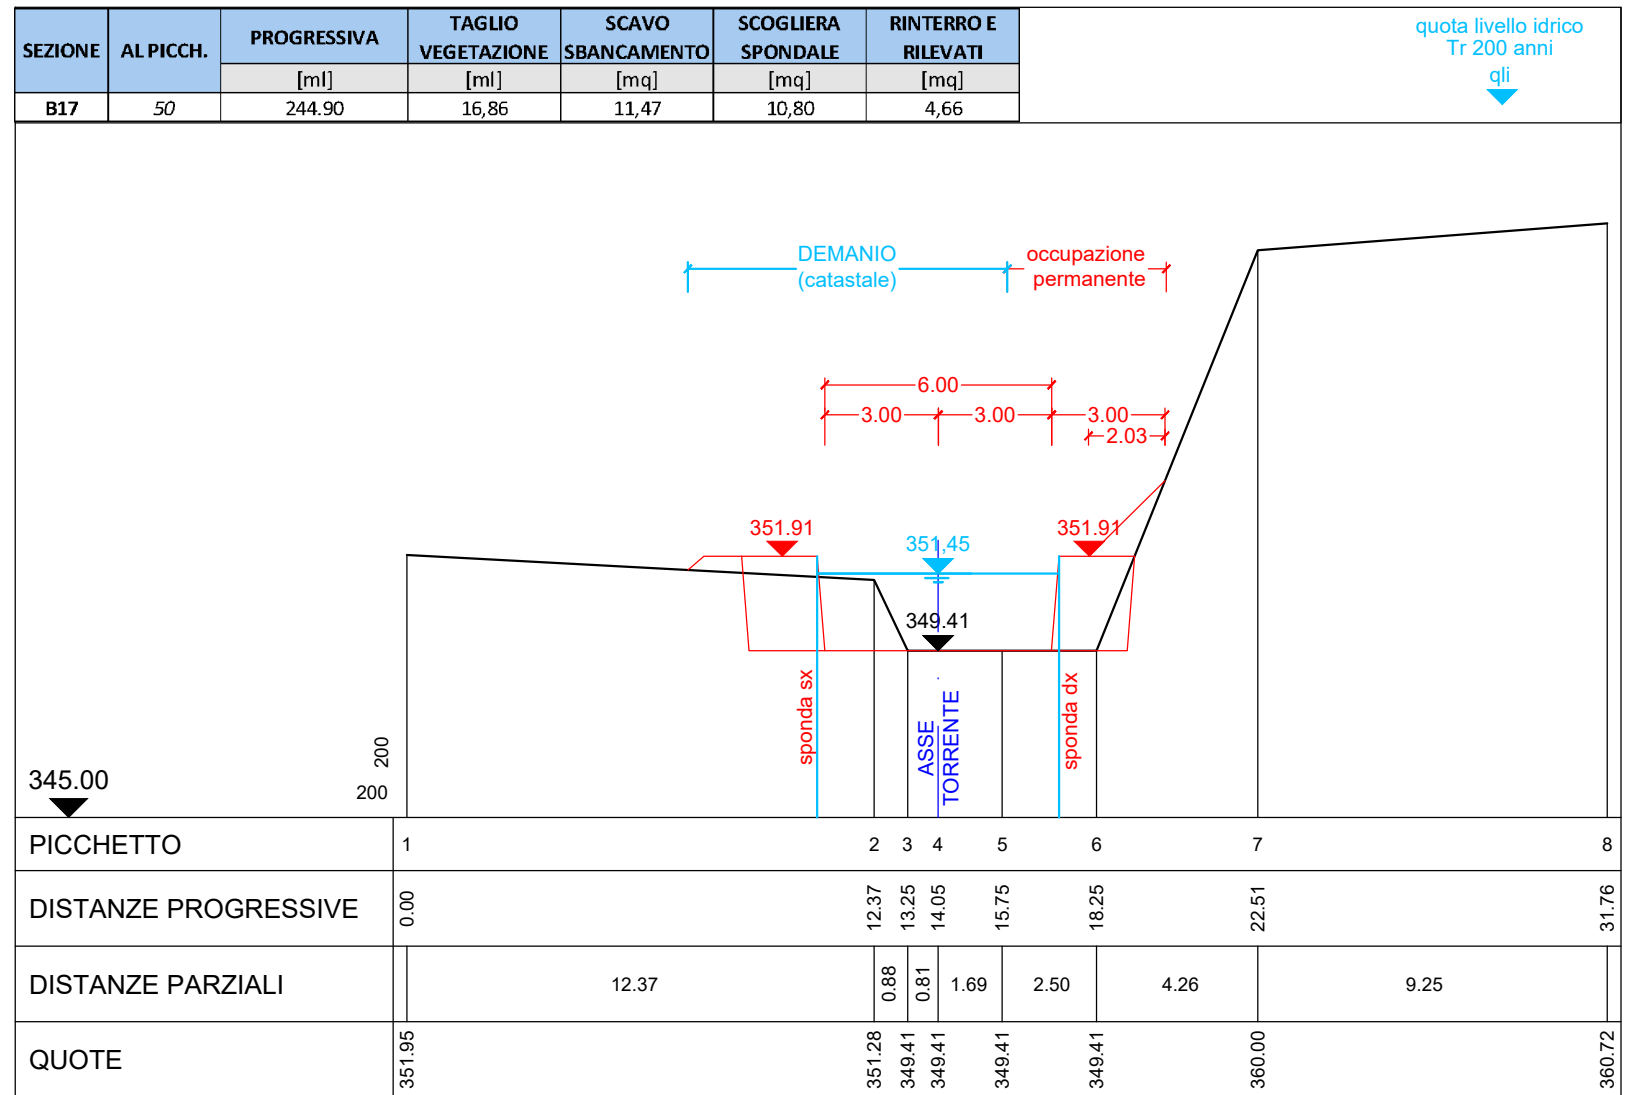 SEZIONE AL PICCH. PROGRESSIVA TAGLIO VEGETAZIONE SCAVO SBANCAMENTO SCOGLIERA SPONDALE RINTERRO E RILEVATI
[ml] [ml] [mq] [mq] [mq]
B17 50 244.90 16,86 11,47 10,80 4,66
quota livello idrico
Tr 200 anni
qli
DEMANIO
(catastale)
occupazione
permanente
6.00
3.00 3.00 3.00
2.03
351.91 351,45 351.91
349.41
sponda sx
ASSE
TORRENTE
sponda dx
200
200
345.00
PICCHETTO 1 2 3 4 5 6 7 8
DISTANZE PROGRESSIVE 0.00 12.37 13.25 14.05 15.75 18.25 22.51 31.76
DISTANZE PARZIALI 12.37 0.88 0.81 1.69 2.50 4.26 9.25
QUOTE 351.95 351.28 349.41 349.41 349.41 349.41 360.00 360.72